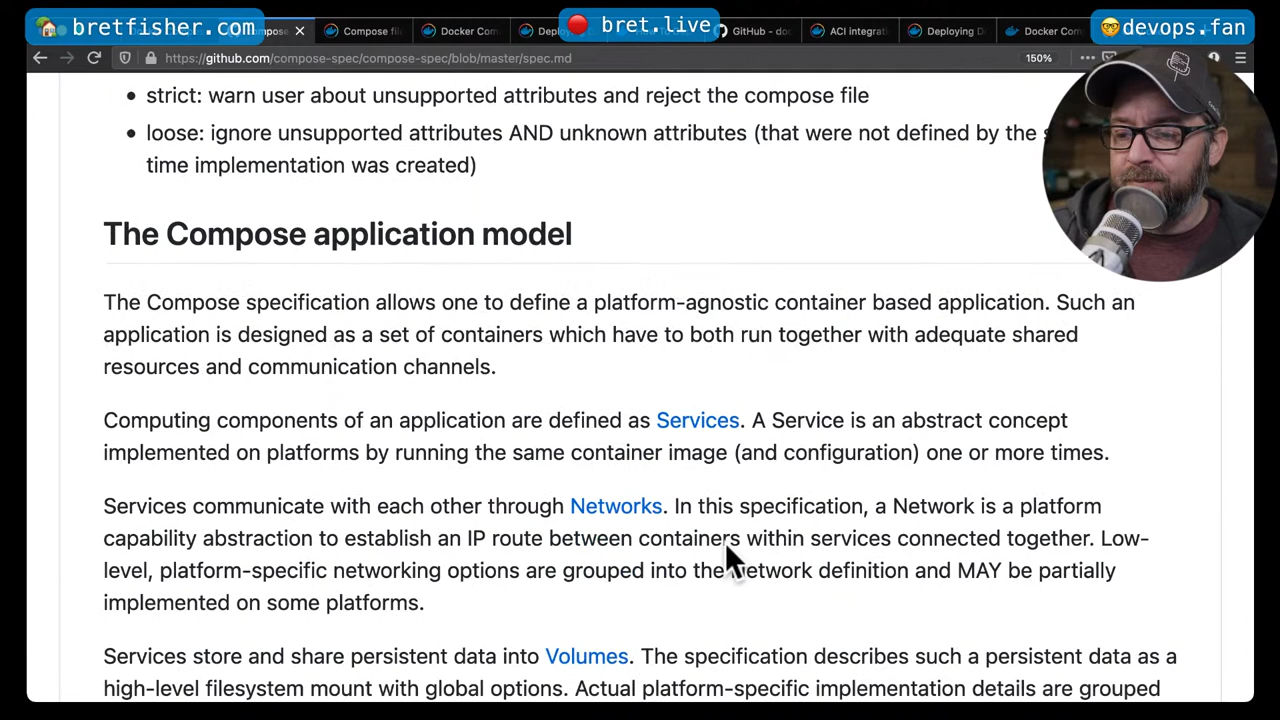 bretfisher.com
bret.live
devops.fan
Compose fil
Docker Com
Deploy
GitHub - doc
ACI integrati
Deploying D
Docker Com
https://github.com/compose-spec/compose-spec/blob/master/spec.md
150%
strict: warn user about unsupported attributes and reject the compose file
loose: ignore unsupported attributes AND unknown attributes (that were not defined by the s
time implementation was created)
The Compose application model
The Compose specification allows one to define a platform-agnostic container based application. Such an
application is designed as a set of containers which have to both run together with adequate shared
resources and communication channels.
Computing components of an application are defined as Services. A Service is an abstract concept
implemented on platforms by running the same container image (and configuration) one or more times.
Services communicate with each other through Networks. In this specification, a Network is a platform
capability abstraction to establish an IP route between containers within services connected together. Low-
level, platform-specific networking options are grouped into the Network definition and MAY be partially
implemented on some platforms.
Services store and share persistent data into Volumes. The specification describes such a persistent data as a
high-level filesystem mount with global options. Actual platform-specific implementation details are grouped